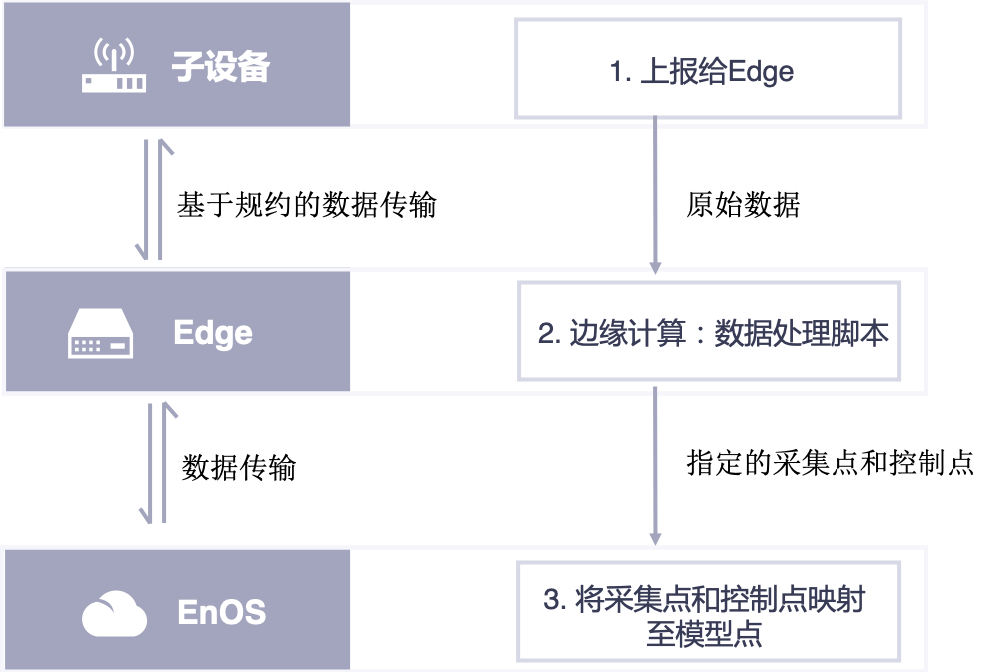 子设备
1. 上报给Edge
基于规约的数据传输
原始数据
Edge
2. 边缘计算：数据处理脚本
数据传输
指定的采集点和控制点
EnOS
3. 将采集点和控制点映射
至模型点